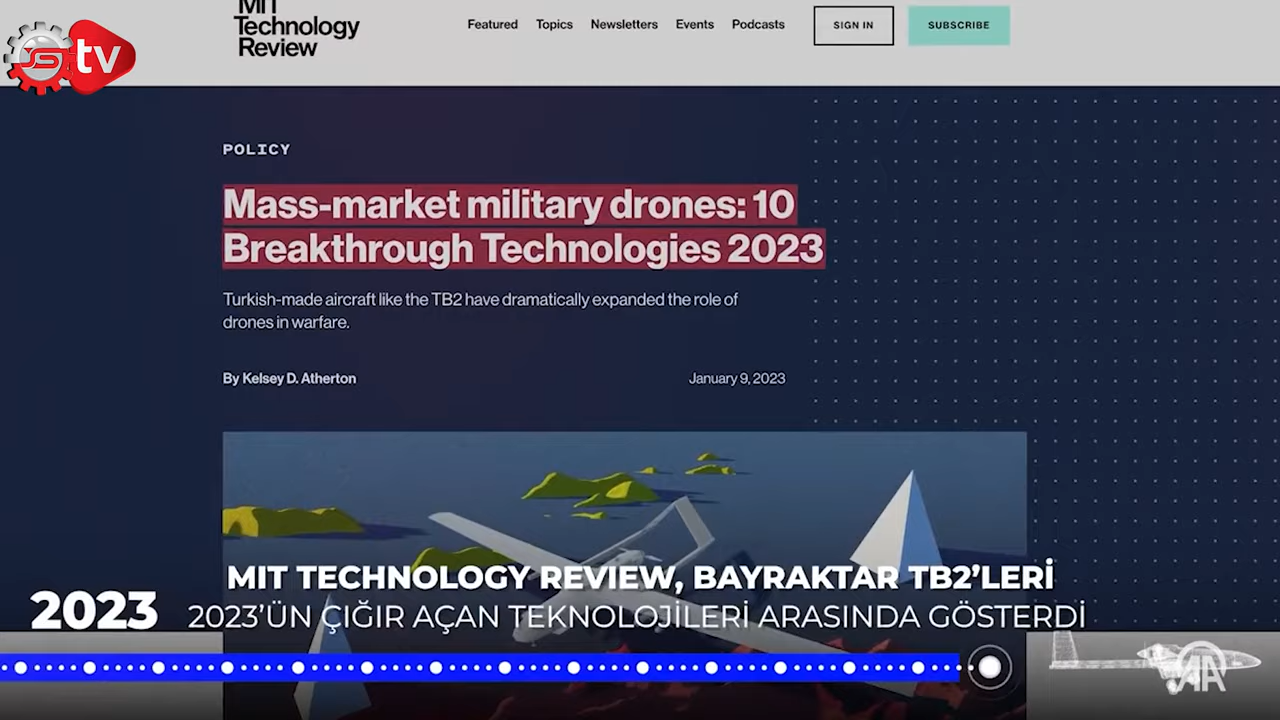 MIT
Technology
Review
Featured Topics Newsletters Events Podcasts SIGN IN SUBSCRIBE
JS tv
POLICY
Mass-market military drones: 10
Breakthrough Technologies 2023
Turkish-made aircraft like the TB2 have dramatically expanded the role of
drones in warfare.
By Kelsey D. Atherton January 9, 2023
MIT TECHNOLOGY REVIEW, BAYRAKTAR TB2'LERİ
2023 2023'ÜN ÇIĞIR AÇAN TEKNOLOJİLERİ ARASINDA GÖSTERDİ
AA